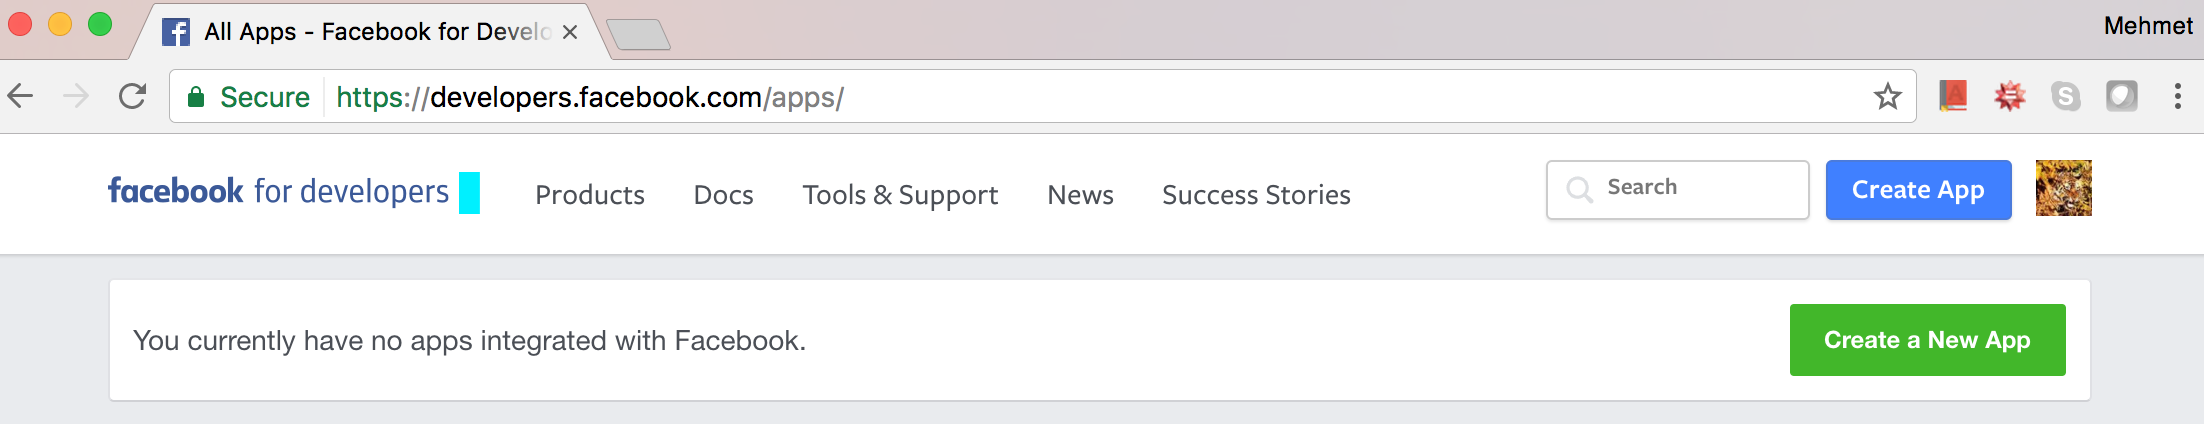 All Apps - Facebook for Develo
Mehmet
Secure https://developers.facebook.com/apps/
facebook for developers Products Docs Tools & Support News Success Stories Search Create App
You currently have no apps integrated with Facebook. Create a New App